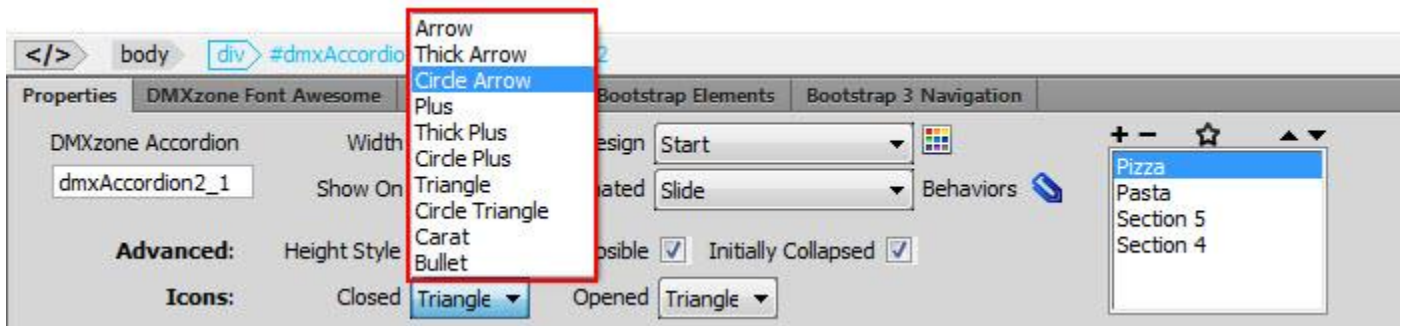 Arrow
</> body div #dmxAccordio Thick Arrow 2
Circle Arrow
Properties DMXzone Font Awesome Bootstrap Elements Bootstrap 3 Navigation
Plus
DMXzone Accordion Width Thick Plus esign Start + −
Circle Plus Pizza
dmxAccordion2_1 Show On Triangle ated Slide Behaviors Pasta
Circle Triangle Section 5
Carat Section 4
Advanced: Height Style psible Initially Collapsed
Bullet
Icons: Closed Triangle Opened Triangle